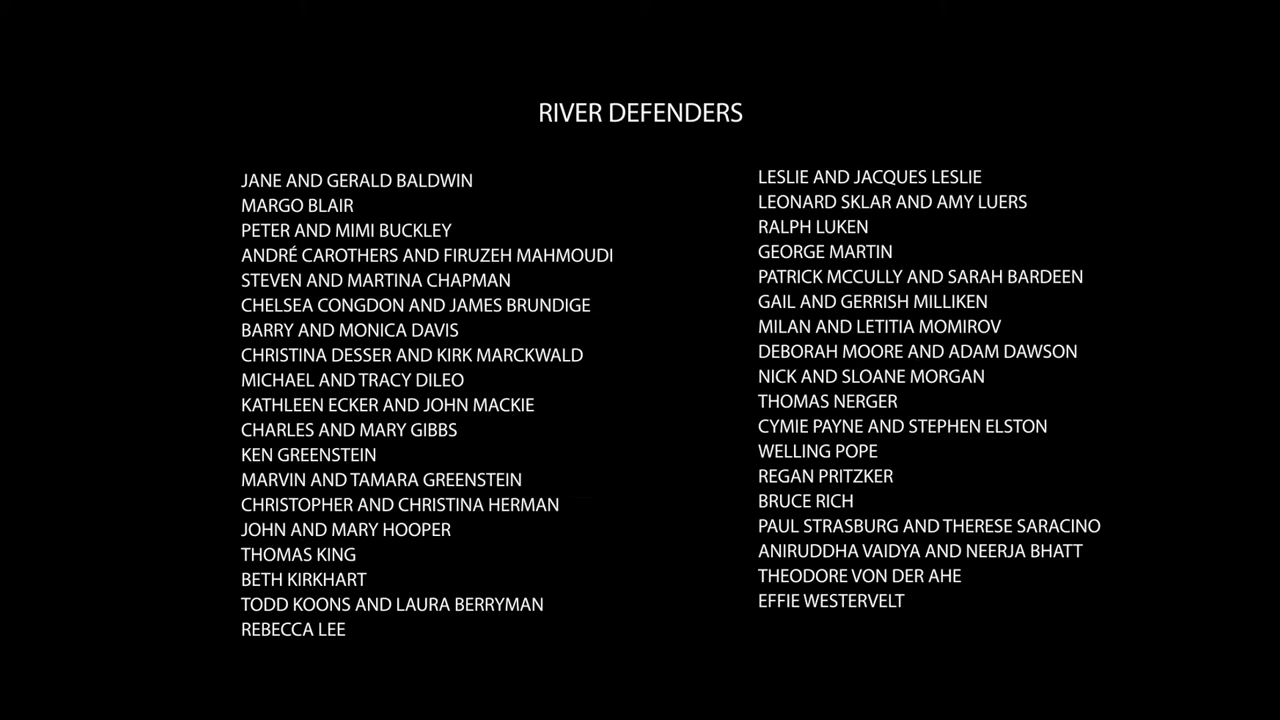 RIVER DEFENDERS
JANE AND GERALD BALDWIN
MARGO BLAIR
PETER AND MIMI BUCKLEY
ANDRÉ CAROTHERS AND FIRUZEH MAHMOUDI
STEVEN AND MARTINA CHAPMAN
CHELSEA CONGDON AND JAMES BRUNDIGE
BARRY AND MONICA DAVIS
CHRISTINA DESSER AND KIRK MARCKWALD
MICHAEL AND TRACY DILEO
KATHLEEN ECKER AND JOHN MACKIE
CHARLES AND MARY GIBBS
KEN GREENSTEIN
MARVIN AND TAMARA GREENSTEIN
CHRISTOPHER AND CHRISTINA HERMAN
JOHN AND MARY HOOPER
THOMAS KING
BETH KIRKHART
TODD KOONS AND LAURA BERRYMAN
REBECCA LEE
LESLIE AND JACQUES LESLIE
LEONARD SKLAR AND AMY LUERS
RALPH LUKEN
GEORGE MARTIN
PATRICK MCCULLY AND SARAH BARDEEN
GAIL AND GERRISH MILLIKEN
MILAN AND LETITIA MOMIROV
DEBORAH MOORE AND ADAM DAWSON
NICK AND SLOANE MORGAN
THOMAS NERGER
CYMIE PAYNE AND STEPHEN ELSTON
WELLING POPE
REGAN PRITZKER
BRUCE RICH
PAUL STRASBURG AND THERESE SARACINO
ANIRUDDHA VAIDYA AND NEERJA BHATT
THEODORE VON DER AHE
EFFIE WESTERVELT